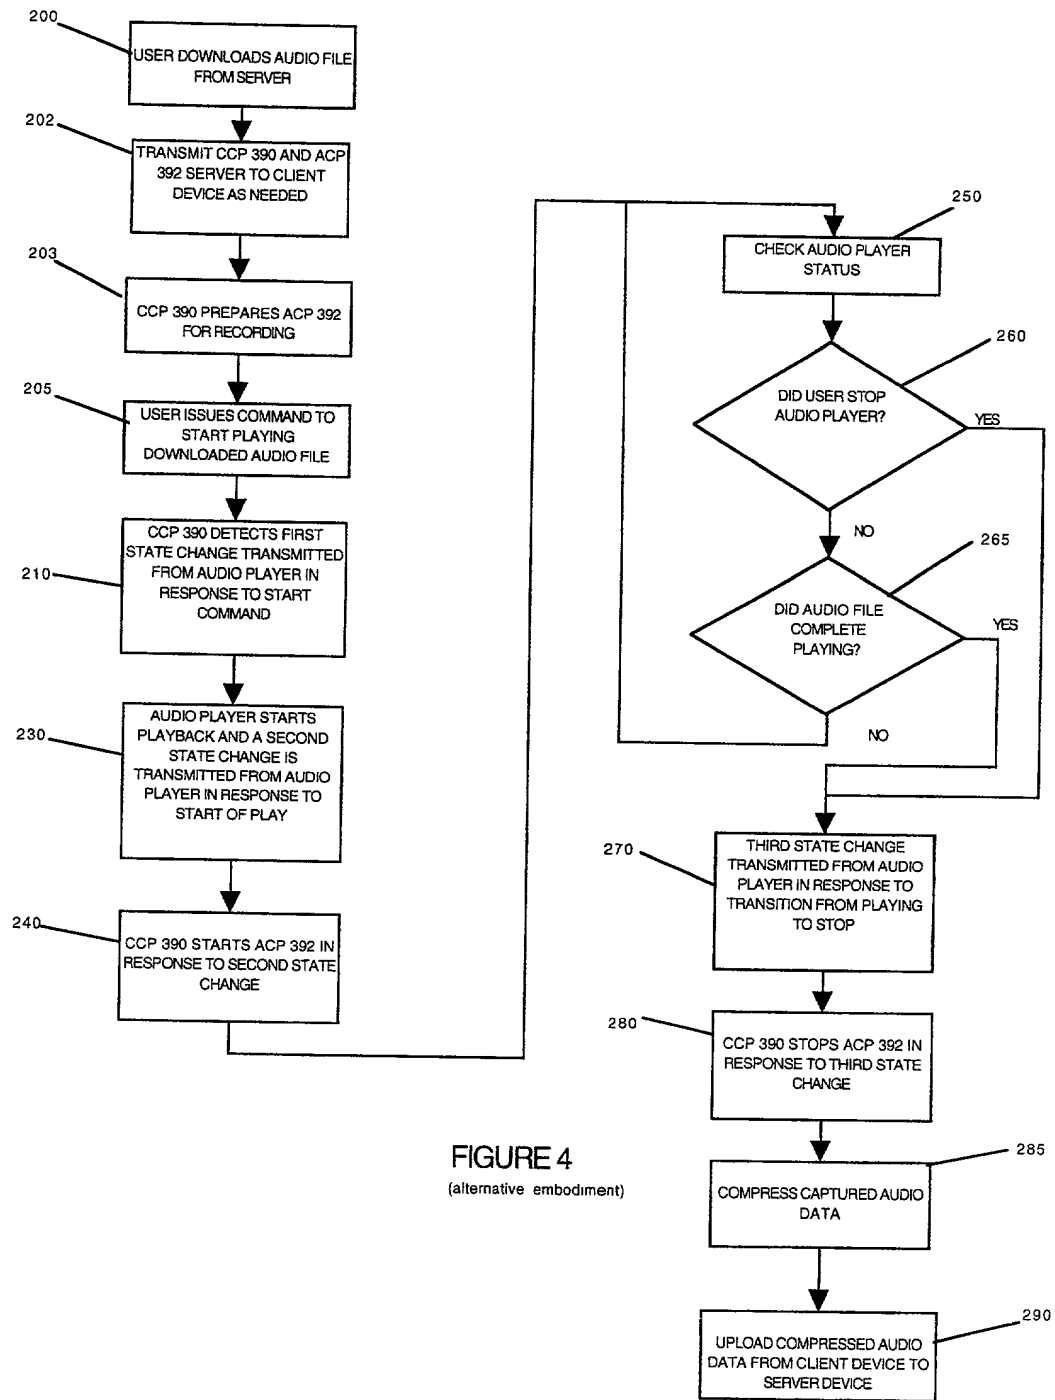 200
USER DOWNLOADS AUDIO FILE
FROM SERVER
202
TRANSMIT CCP 390 AND ACP
392 SERVER TO CLIENT
DEVICE AS NEEDED
203
CCP 390 PREPARES ACP 392
FOR RECORDING
205
USER ISSUES COMMAND TO
START PLAYING
DOWNLOADED AUDIO FILE
210
CCP 390 DETECTS FIRST
STATE CHANGE TRANSMITTED
FROM AUDIO PLAYER IN
RESPONSE TO START
COMMAND
230
AUDIO PLAYER STARTS
PLAYBACK AND A SECOND
STATE CHANGE IS
TRANSMITTED FROM AUDIO
PLAYER IN RESPONSE TO
START OF PLAY
240
CCP 390 STARTS ACP 392 IN
RESPONSE TO SECOND STATE
CHANGE
250
CHECK AUDIO PLAYER
STATUS
260
DID USER STOP
AUDIO PLAYER?
YES
NO
265
DID AUDIO FILE
COMPLETE
PLAYING?
YES
NO
270
THIRD STATE CHANGE
TRANSMITTED FROM AUDIO
PLAYER IN RESPONSE TO
TRANSITION FROM PLAYING
TO STOP
280
CCP 390 STOPS ACP 392 IN
RESPONSE TO THIRD STATE
CHANGE
285
COMPRESS CAPTURED AUDIO
DATA
290
UPLOAD COMPRESSED AUDIO
DATA FROM CLIENT DEVICE TO
SERVER DEVICE
FIGURE 4
(alternative embodiment)